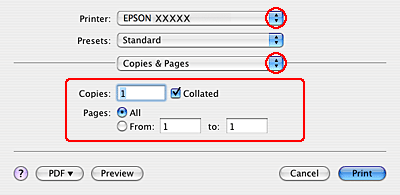 Printer: EPSON XXXXX
Presets: Standard
Copies & Pages
Copies: 1 Collated
Pages: All
From: 1 to: 1
? PDF ▼ Preview Cancel Print